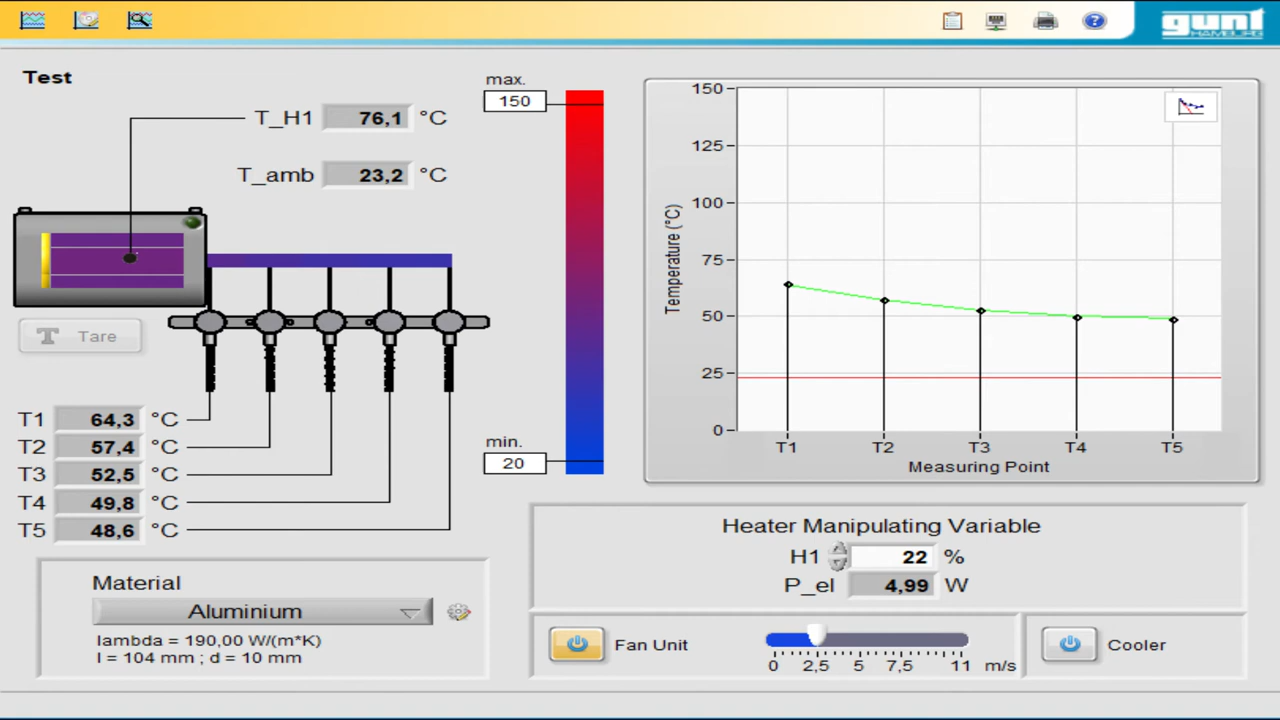 gunt
HAMBURG
Test
T_H1 76,1 °C
T_amb 23,2 °C
max.
150
min.
20
T Tare
T1 64,3 °C
T2 57,4 °C
T3 52,5 °C
T4 49,8 °C
T5 48,6 °C
Material
Aluminium
lambda = 190,00 W/(m*K)
l = 104 mm ; d = 10 mm
Temperature (°C)
150
125
100
75
50
25
0
T1 T2 T3 T4 T5
Measuring Point
Heater Manipulating Variable
H1 22 %
P_el 4,99 W
Fan Unit
0 2,5 5 7,5 11 m/s
Cooler